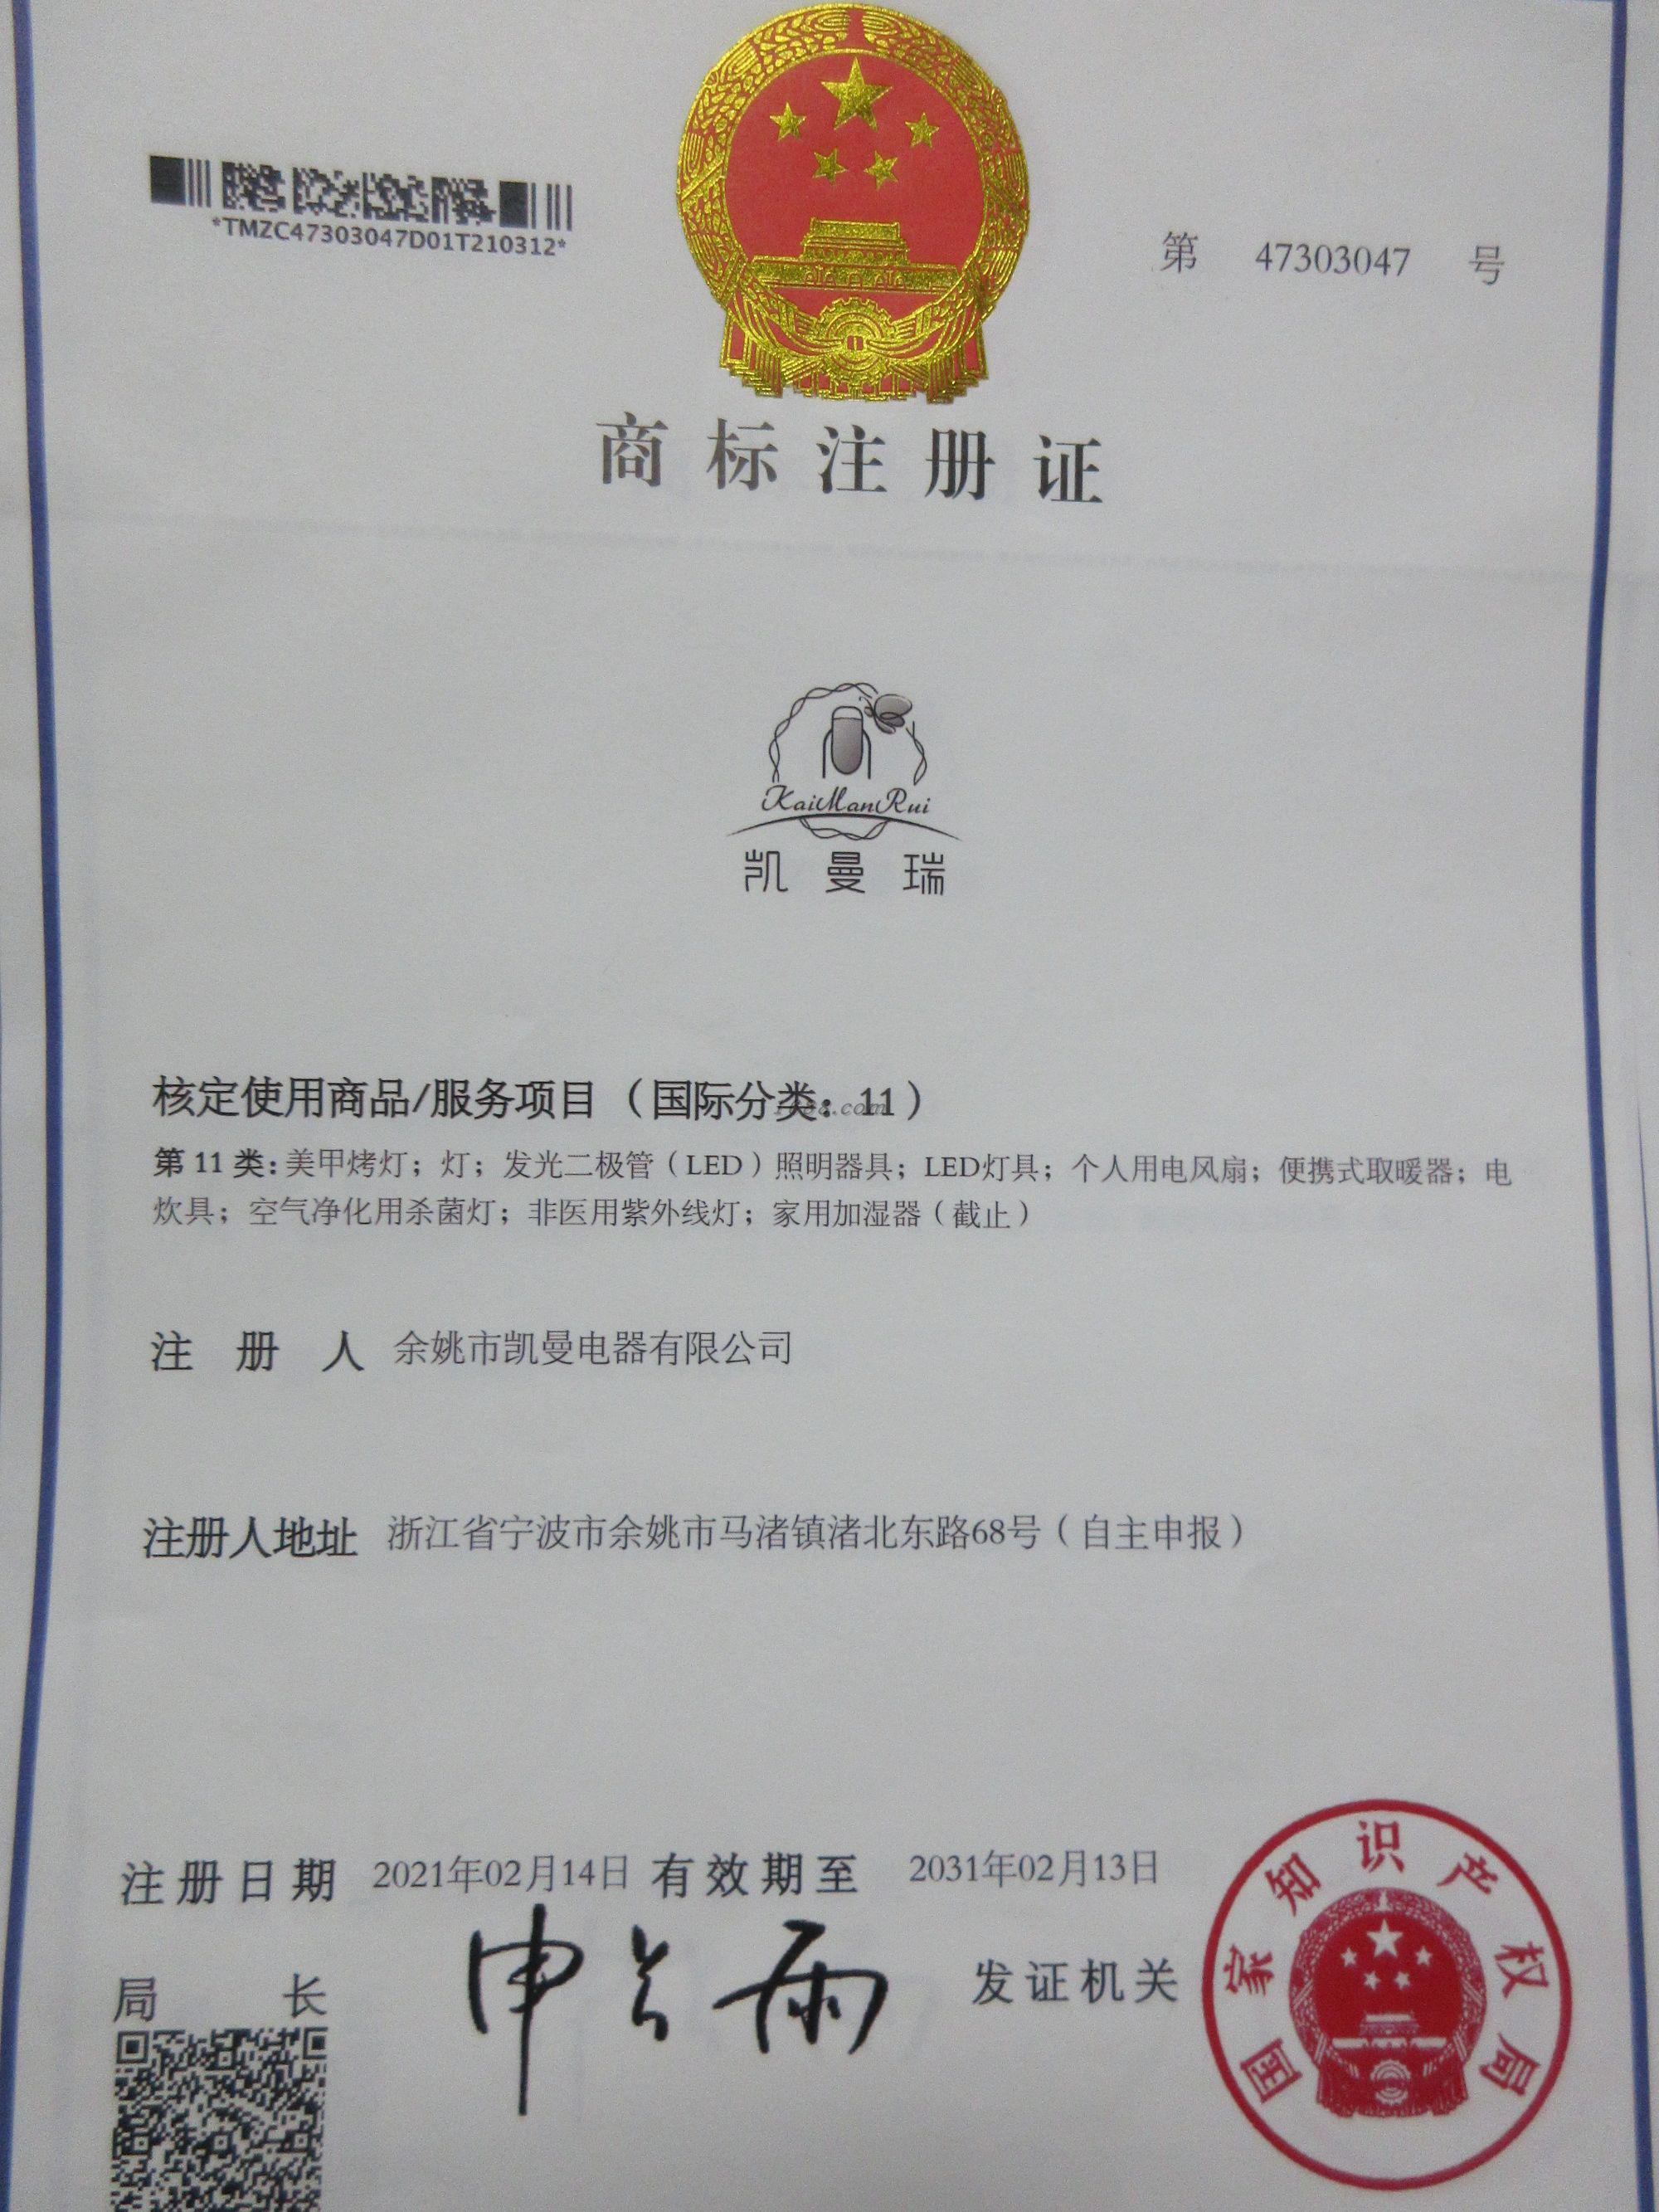 *TMZC47303047D01T210312*
第 47303047 号
商标注册证
KaiManRui
凯曼瑞
核定使用商品/服务项目（国际分类：11）
第 11 类：美甲烤灯；灯；发光二极管（LED）照明器具；LED灯具；个人用电风扇；便携式取暖器；电
炊具；空气净化用杀菌灯；非医用紫外线灯；家用加湿器（截止）
注册人 余姚市凯曼电器有限公司
注册人地址 浙江省宁波市余姚市马渚镇渚北东路68号（自主申报）
注册日期 2021年02月14日 有效期至 2031年02月13日
局长 申长雨 发证机关
国家知识产权局